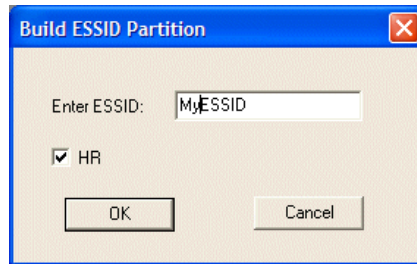 Build ESSID Partition
Enter ESSID: MyESSID
HR
OK Cancel